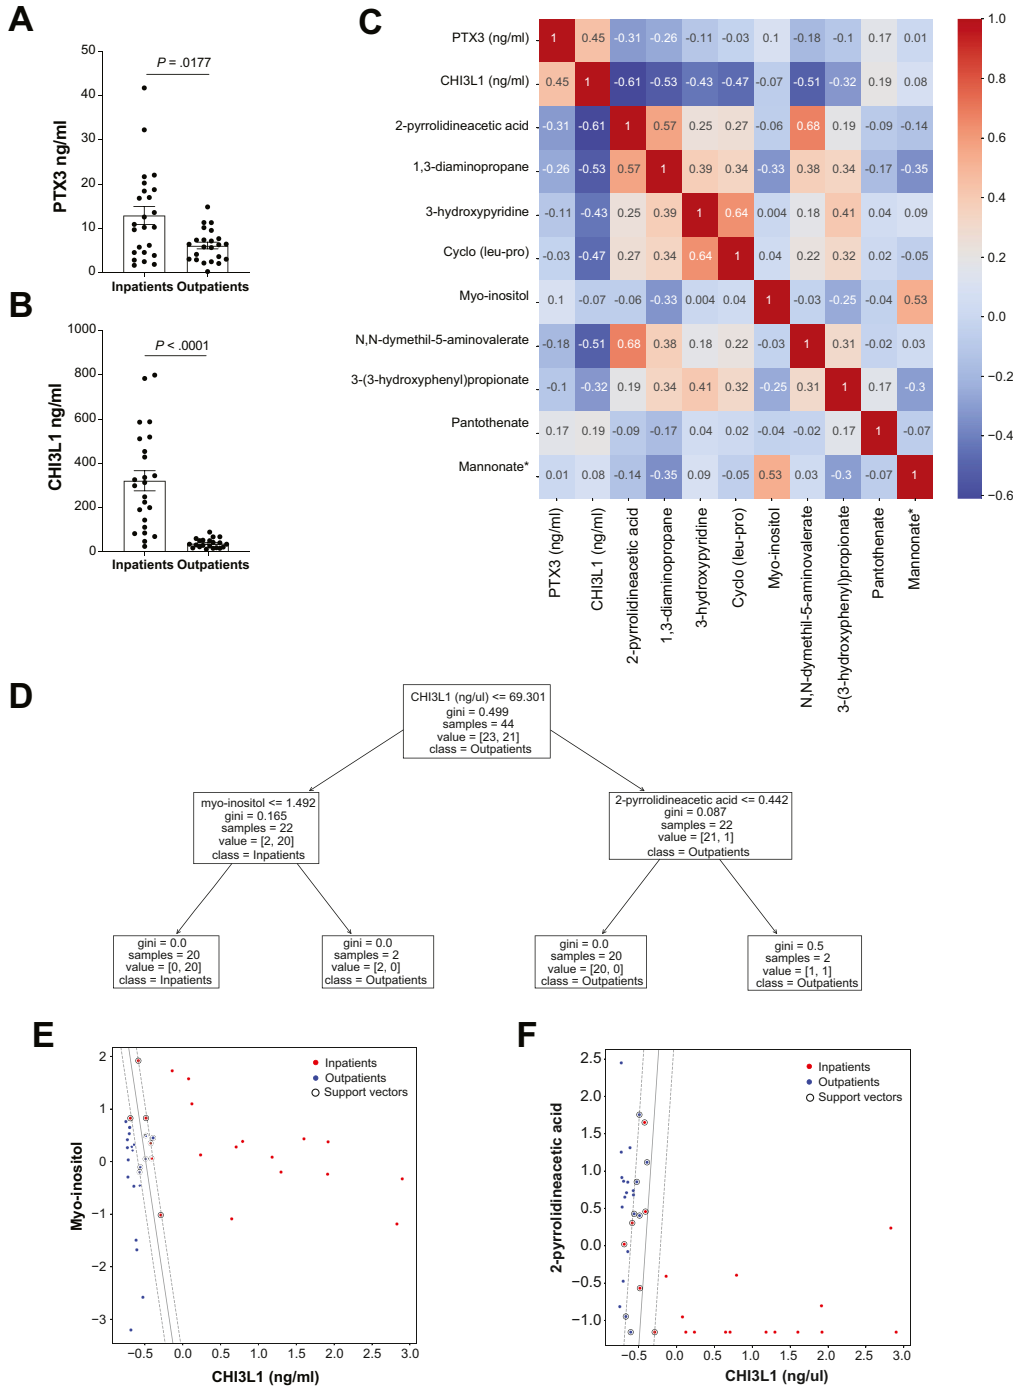 A
PTX3 ng/ml
50
40
30
20
10
0
P = .0177
Inpatients Outpatients
B
CHI3L1 ng/ml
1000
800
600
400
200
0
P < .0001
Inpatients Outpatients
C
PTX3 (ng/ml) 1 0.45 -0.31 -0.26 -0.11 -0.03 0.1 -0.18 -0.1 0.17 0.01
CHI3L1 (ng/ml) 0.45 1 -0.61 -0.53 -0.43 -0.47 -0.07 -0.51 -0.32 0.19 0.08
2-pyrrolidineacetic acid -0.31 -0.61 1 0.57 0.25 0.27 -0.06 0.68 0.19 -0.09 -0.14
1,3-diaminopropane -0.26 -0.53 0.57 1 0.39 0.34 -0.33 0.38 0.34 -0.17 -0.35
3-hydroxypyridine -0.11 -0.43 0.25 0.39 1 0.64 0.004 0.18 0.41 0.04 0.09
Cyclo (leu-pro) -0.03 -0.47 0.27 0.34 0.64 1 0.04 0.22 0.32 0.02 -0.05
Myo-inositol 0.1 -0.07 -0.06 -0.33 0.004 0.04 1 -0.03 -0.25 -0.04 0.53
N,N-dymethil-5-aminovalerate -0.18 -0.51 0.68 0.38 0.18 0.22 -0.03 1 0.31 -0.02 0.03
3-(3-hydroxyphenyl)propionate -0.1 -0.32 0.19 0.34 0.41 0.32 -0.25 0.31 1 0.17 -0.3
Pantothenate 0.17 0.19 -0.09 -0.17 0.04 0.02 -0.04 -0.02 0.17 1 -0.07
Mannonate* 0.01 0.08 -0.14 -0.35 0.09 -0.05 0.53 0.03 -0.3 -0.07 1
PTX3 (ng/ml)
CHI3L1 (ng/ml)
2-pyrrolidineacetic acid
1,3-diaminopropane
3-hydroxypyridine
Cyclo (leu-pro)
Myo-inositol
N,N-dymethil-5-aminovalerate
3-(3-hydroxyphenyl)propionate
Pantothenate
Mannonate*
1.0
0.8
0.6
0.4
0.2
0.0
−0.2
−0.4
−0.6
D
CHI3L1 (ng/ul) <= 69.301
gini = 0.499
samples = 44
value = [23, 21]
class = Outpatients
myo-inositol <= 1.492
gini = 0.165
samples = 22
value = [2, 20]
class = Inpatients
2-pyrrolidineacetic acid <= 0.442
gini = 0.087
samples = 22
value = [21, 1]
class = Outpatients
gini = 0.0
samples = 20
value = [0, 20]
class = Inpatients
gini = 0.0
samples = 2
value = [2, 0]
class = Outpatients
gini = 0.0
samples = 20
value = [20, 0]
class = Outpatients
gini = 0.5
samples = 2
value = [1, 1]
class = Outpatients
E
Myo-inositol
2
1
0
−1
−2
−3
Inpatients
Outpatients
Support vectors
−0.5 0.0 0.5 1.0 1.5 2.0 2.5 3.0
CHI3L1 (ng/ml)
F
2-pyrrolidineacetic acid
2.5
2.0
1.5
1.0
0.5
0.0
−0.5
−1.0
Inpatients
Outpatients
Support vectors
−0.5 0.0 0.5 1.0 1.5 2.0 2.5 3.0
CHI3L1 (ng/ul)